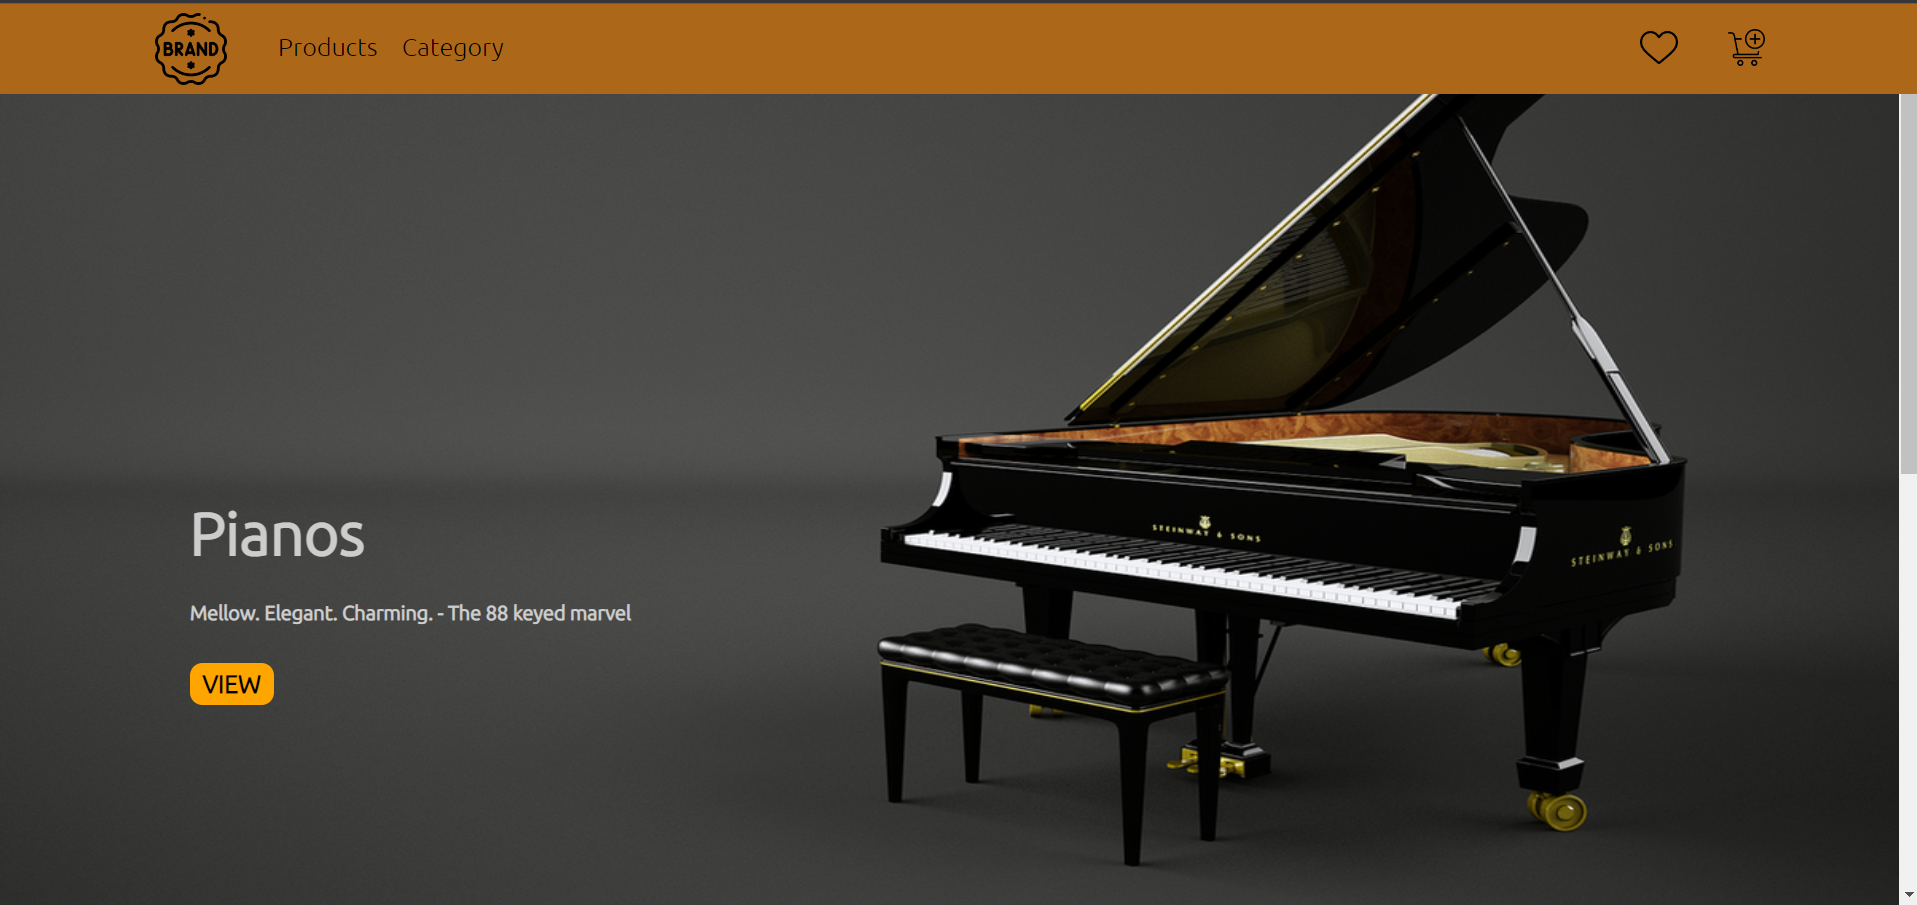 BRAND
Products
Category
STEINWAY & SONS
STEINWAY & SONS
Pianos
Mellow. Elegant. Charming. - The 88 keyed marvel
VIEW